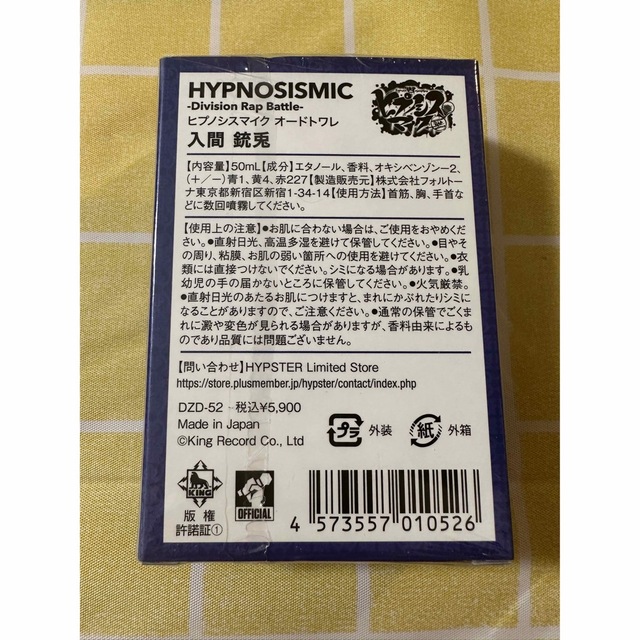 HYPNOSISMIC
-Division Rap Battle-
ヒプノシスマイク オードトワレ
入間 銃兎
ヒプノシス
マイク
【内容量】50mL【成分】エタノール、香料、オキシベンゾン-2、
(+/-)青1、黄4、赤227【製造販売元】株式会社フォルトー
ナ東京都新宿区新宿1-34-14【使用方法】首筋、胸、手首な
どに数回噴霧してください。
【使用上の注意】●お肌に合わない場合は、ご使用をおやめくだ
さい。●直射日光、高温多湿を避けて保管してください。●目やそ
の周り、粘膜、お肌の弱い箇所への使用を避けてください。●衣
類には直接つけないでください。シミになる場合があります。●乳
幼児の手の届かないところに保管してください。●火気厳禁。
●直射日光のあたるお肌につけますと、まれにかぶれたりシミに
なることがありますので、ご注意ください。●通常の保管でごくま
れに澱や変色が見られる場合がありますが、香料由来によるも
のであり品質には問題ございません。
【問い合わせ】HYPSTER Limited Store
https://store.plusmember.jp/hypster/contact/index.php
DZD-52 税込¥5,900
Made in Japan
©King Record Co., Ltd
プラ 外装
紙 外箱
KING
版権
許諾証①
OFFICIAL
4 573557 010526